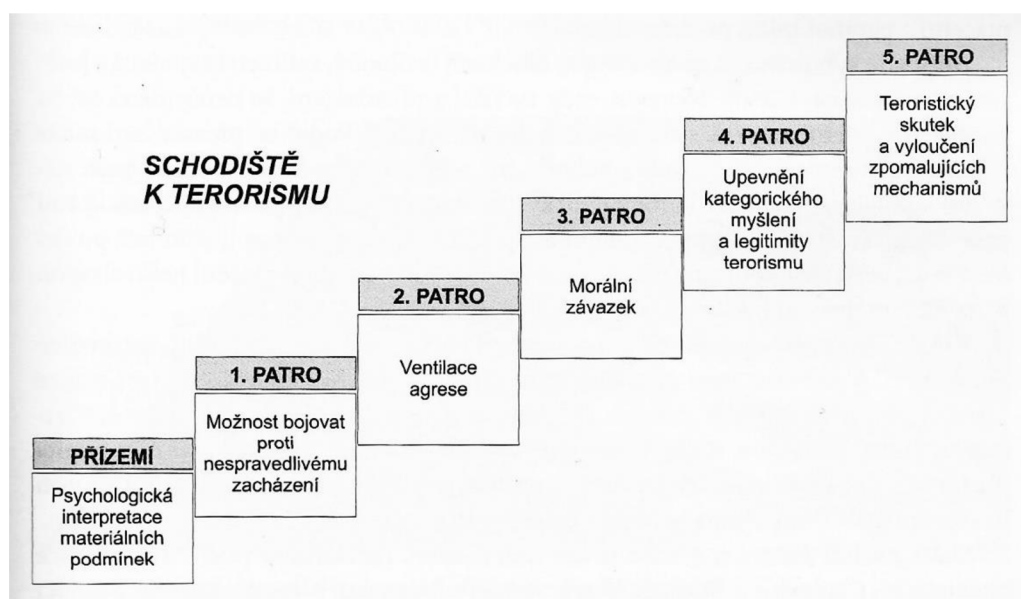 SCHODIŠTĚ
K TERORISMU
PŘÍZEMÍ
Psychologická
interpretace
materiálních
podmínek
1. PATRO
Možnost bojovat
proti
nespravedlivému
zacházení
2. PATRO
Ventilace
agrese
3. PATRO
Morální
závazek
4. PATRO
Upevnění
kategorického
myšlení
a legitimity
terorismu
5. PATRO
Teroristický
skutek
a vyloučení
zpomalujících
mechanismů